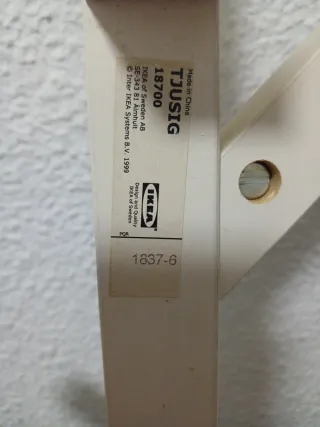 Made in China
TJUSIG
18700
IKEA of Sweden AB
SE-343 81 Älmhult
© Inter IKEA Systems B.V. 1999
IKEA
Design and Quality
IKEA of Sweden
1837-6